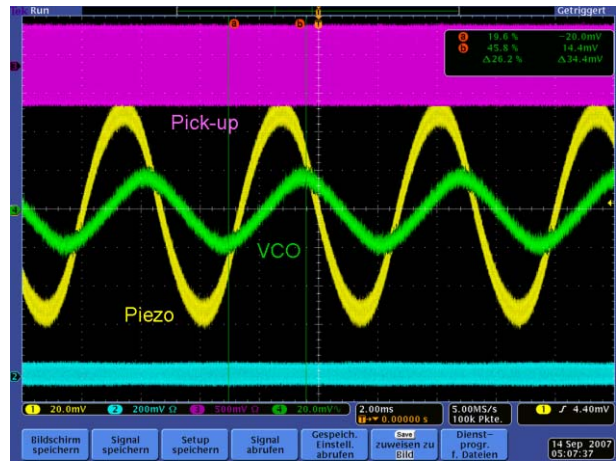 Tek Run Getriggert
a b
T
a 19.6 % −20.0mV
b 45.8 % 14.4mV
Δ26.2 % Δ34.4mV
Pick-up
VCO
Piezo
4
2
1 20.0mV 2 200mV Ω 3 500mV Ω 4 20.0mV 2.00ms 5.00MS/s 1 4.40mV
T 0.00000 s 100k Pkte.
Bildschirm speichern
Signal speichern
Setup speichern
Signal abrufen
Gespeich. Einstell. abrufen
Save zuweisen zu Bild
Dienst– progr. f. Dateien
14 Sep 2007
05:07:37